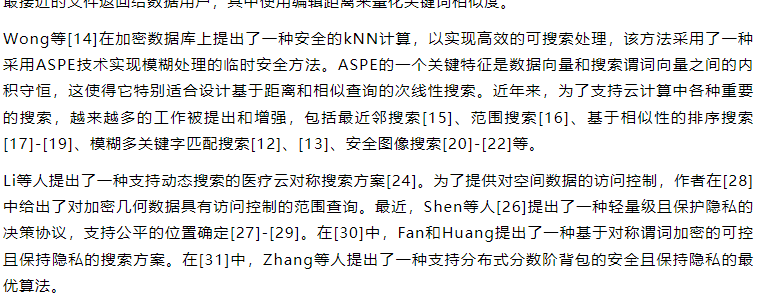 最接近的文件返回给数据用户，其中使用编辑距离来量化关键词相似度。
Wong等[14]在加密数据库上提出了一种安全的kNN计算，以实现高效的可搜索处理，该方法采用了一种
采用ASPE技术实现模糊处理的临时安全方法。ASPE的一个关键特征是数据向量和搜索谓词向量之间的内
积守恒，这使得它特别适合设计基于距离和相似查询的次线性搜索。近年来，为了支持云计算中各种重要
的搜索，越来越多的工作被提出和增强，包括最近邻搜索[15]、范围搜索[16]、基于相似性的排序搜索
[17]-[19]、模糊多关键字匹配搜索[12]、[13]、安全图像搜索[20]-[22]等。
Li等人提出了一种支持动态搜索的医疗云对称搜索方案[24]。为了提供对空间数据的访问控制，作者在[28]
中给出了对加密几何数据具有访问控制的范围查询。最近，Shen等人[26]提出了一种轻量级且保护隐私的
决策协议，支持公平的位置确定[27]-[29]。在[30]中，Fan和Huang提出了一种基于对称谓词加密的可控
且保持隐私的搜索方案。在[31]中，Zhang等人提出了一种支持分布式分数阶背包的安全且保持隐私的最
优算法。